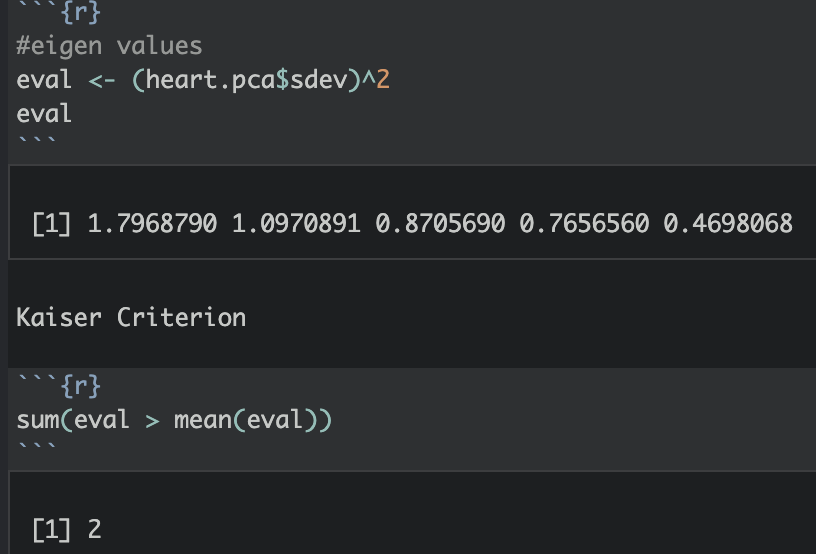 ```{r}
#eigen values
eval <- (heart.pca$sdev)^2
eval
```
[1] 1.7968790 1.0970891 0.8705690 0.7656560 0.4698068
Kaiser Criterion
```{r}
sum(eval > mean(eval))
```
[1] 2